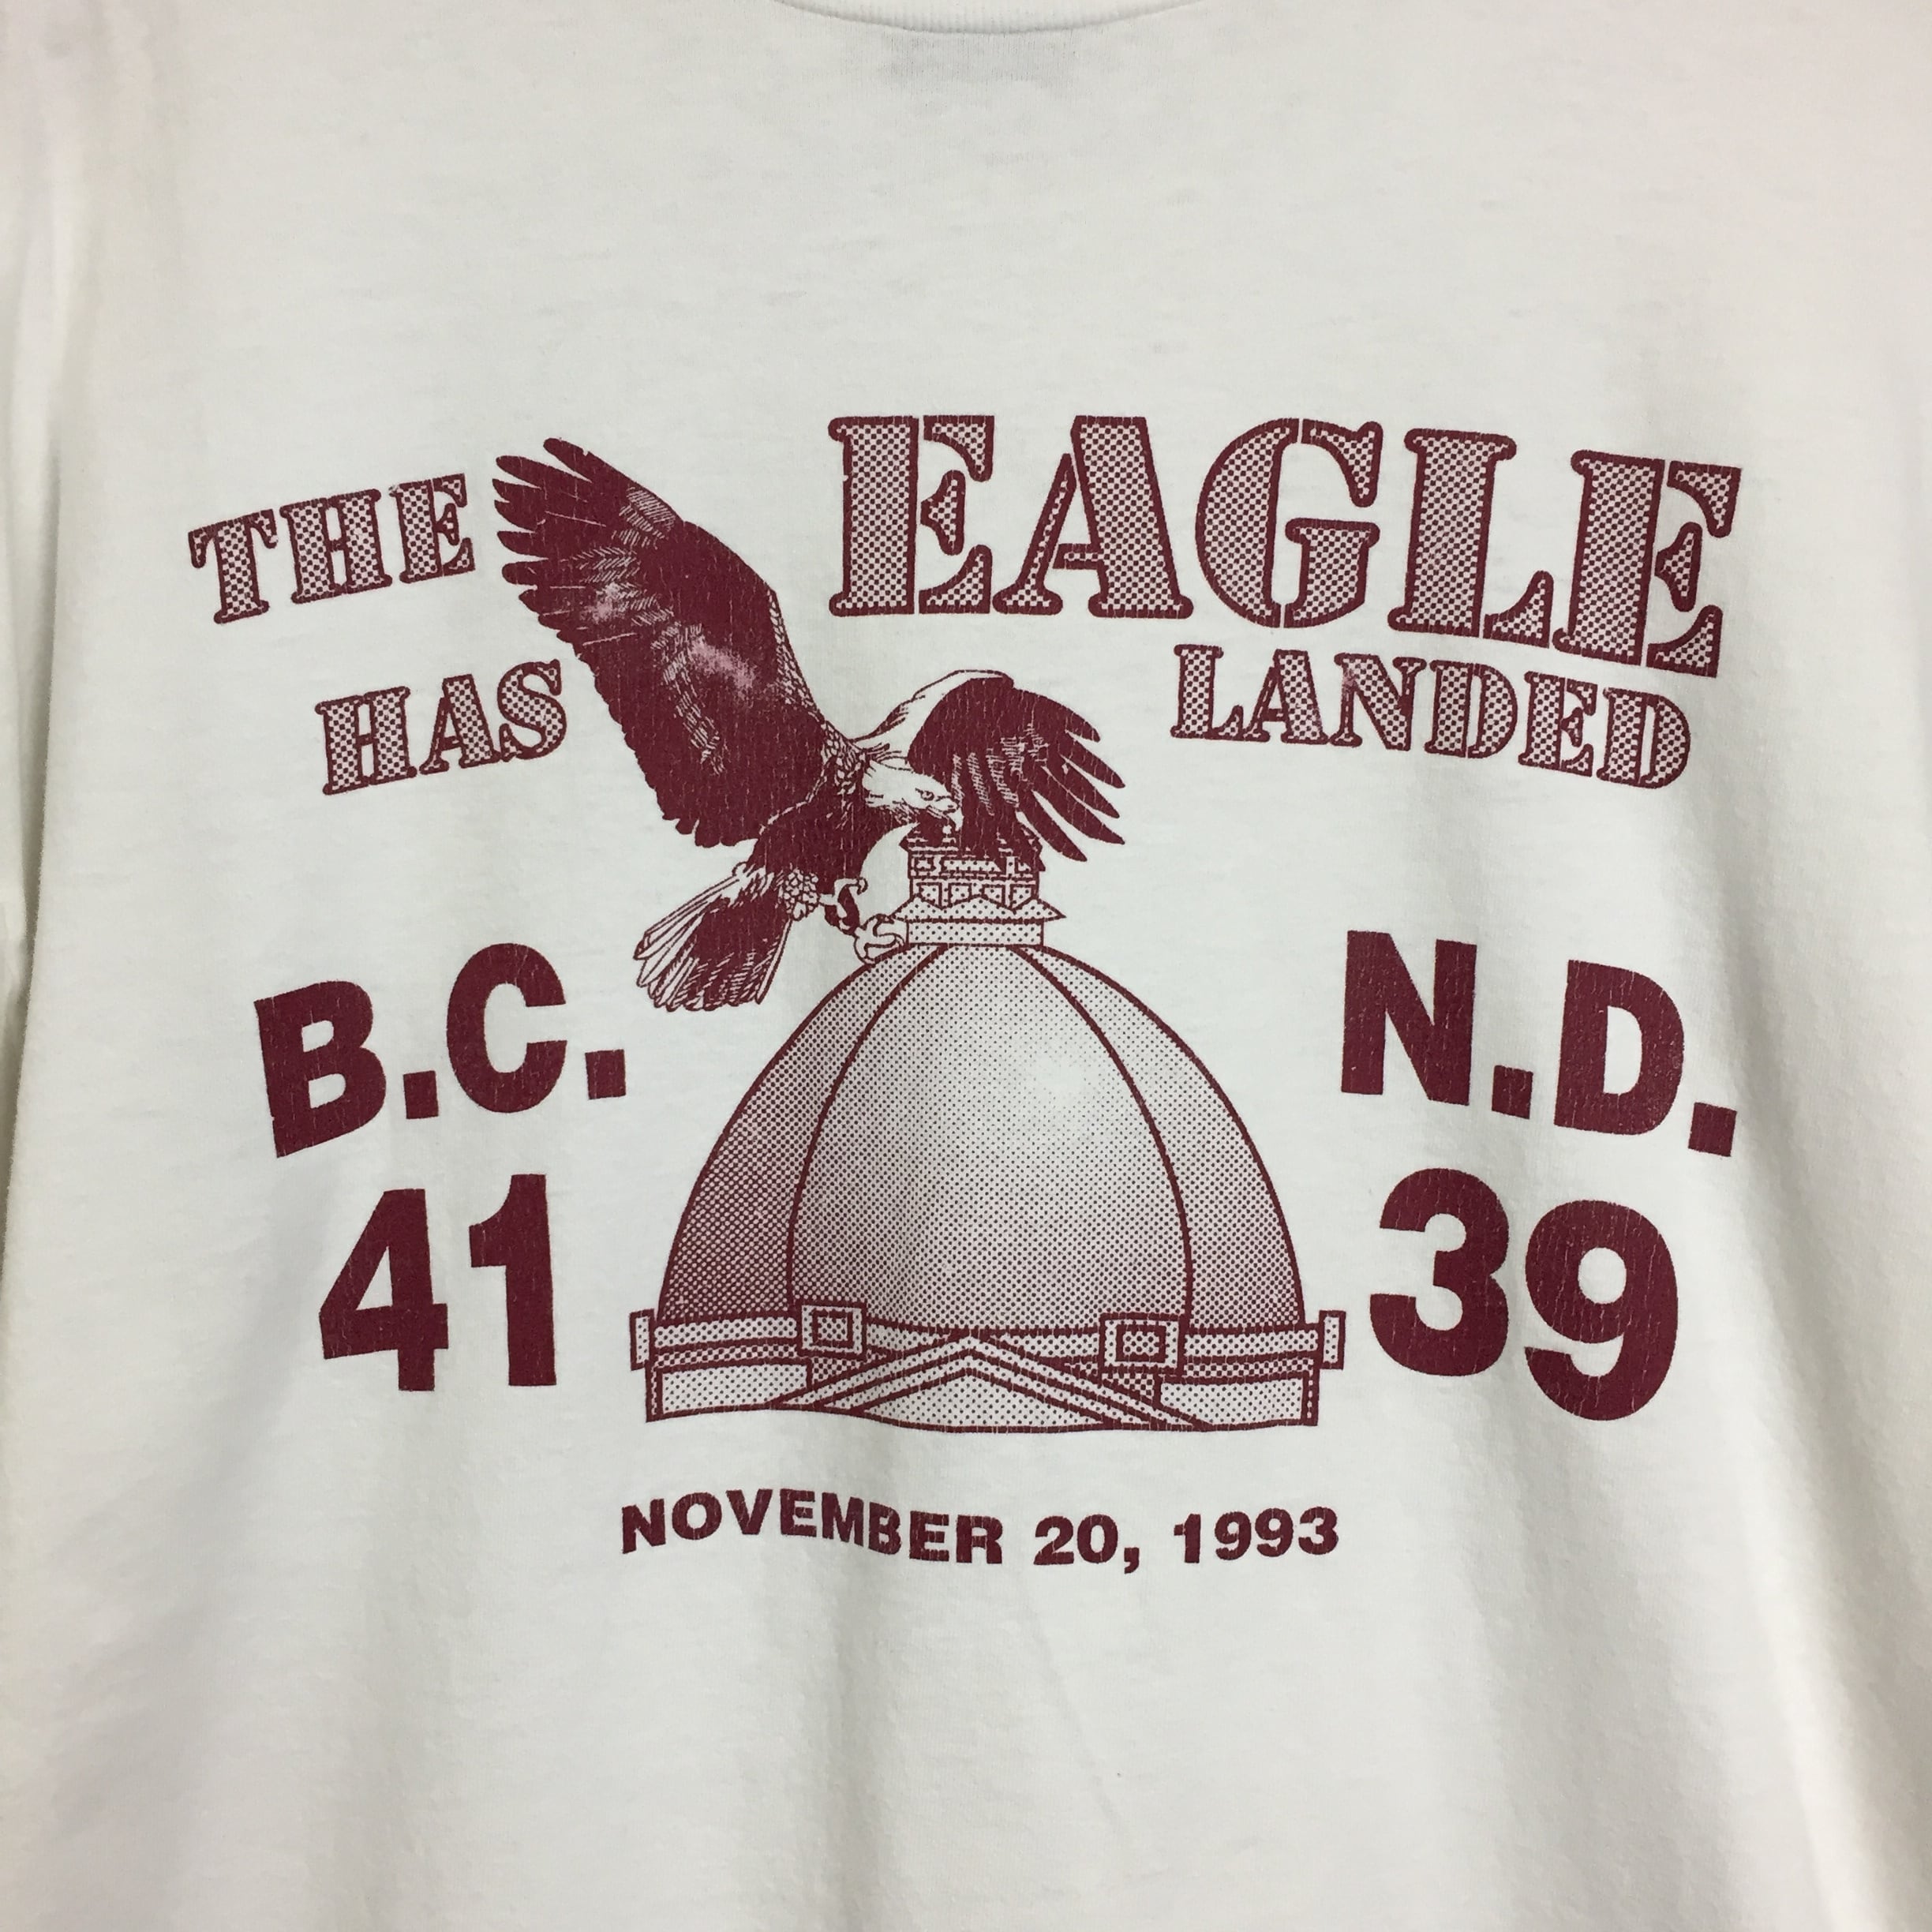 THE EAGLE
HAS LANDED
B.C. N.D.
41 39
NOVEMBER 20, 1993